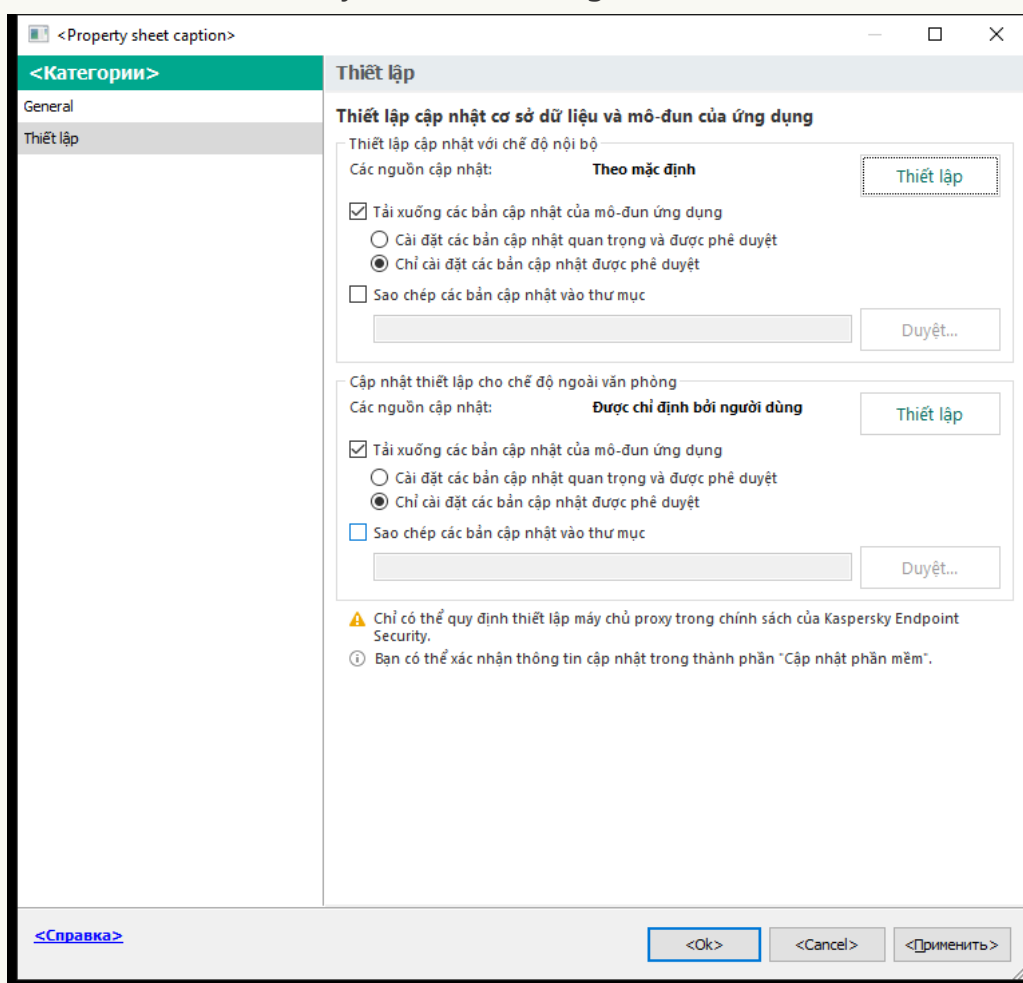 <Property sheet caption>
<Категории>
General
Thiết lập
Thiết lập
Thiết lập cập nhật cơ sở dữ liệu và mô-đun của ứng dụng
Thiết lập cập nhật với chế độ nội bộ
Các nguồn cập nhật: Theo mặc định
Thiết lập
Tải xuống các bản cập nhật của mô-đun ứng dụng
Cài đặt các bản cập nhật quan trọng và được phê duyệt
Chỉ cài đặt các bản cập nhật được phê duyệt
Sao chép các bản cập nhật vào thư mục
Duyệt...
Cập nhật thiết lập cho chế độ ngoài văn phòng
Các nguồn cập nhật: Được chỉ định bởi người dùng
Thiết lập
Tải xuống các bản cập nhật của mô-đun ứng dụng
Cài đặt các bản cập nhật quan trọng và được phê duyệt
Chỉ cài đặt các bản cập nhật được phê duyệt
Sao chép các bản cập nhật vào thư mục
Duyệt...
Chỉ có thể quy định thiết lập máy chủ proxy trong chính sách của Kaspersky Endpoint
Security.
Bạn có thể xác nhận thông tin cập nhật trong thành phần "Cập nhật phần mềm".
<Справка>
<Ok>
<Cancel>
<Применить>